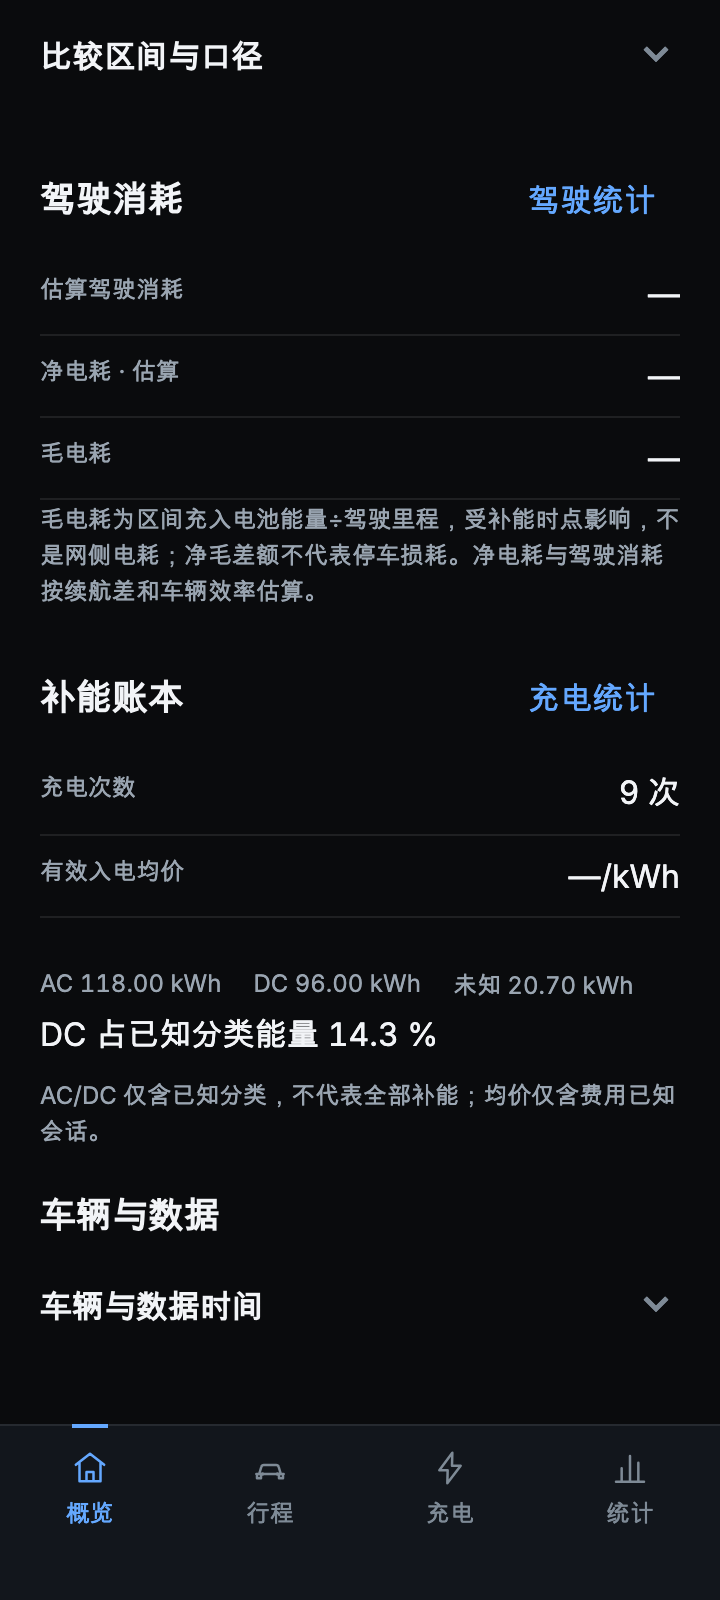 比较区间与口径
驾驶消耗 驾驶统计
估算驾驶消耗 —
净电耗 · 估算 —
毛电耗 —
毛电耗为区间充入电池能量÷驾驶里程，受补能时点影响，不
是网侧电耗；净毛差额不代表停车损耗。净电耗与驾驶消耗
按续航差和车辆效率估算。
补能账本 充电统计
充电次数 9 次
有效入电均价 —/kWh
AC 118.00 kWh DC 96.00 kWh 未知 20.70 kWh
DC 占已知分类能量 14.3 %
AC/DC 仅含已知分类，不代表全部补能；均价仅含费用已知
会话。
车辆与数据
车辆与数据时间
概览 行程 充电 统计